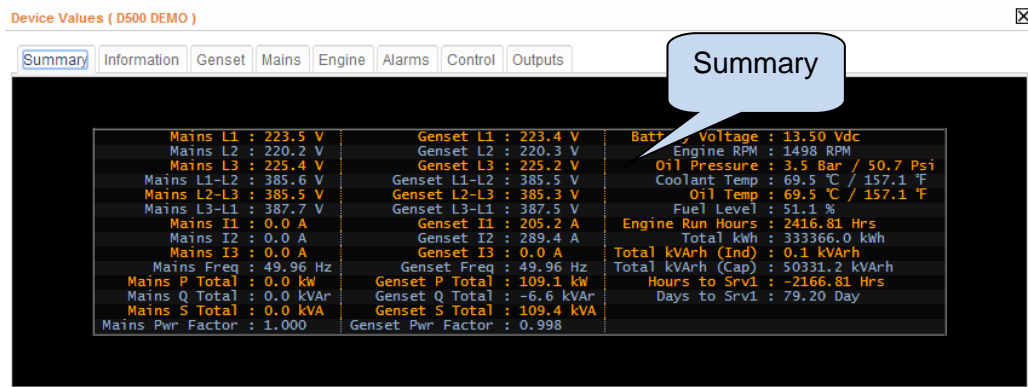 Device Values ( D500 DEMO )
Summary Information Genset Mains Engine Alarms Control Outputs
Summary
Mains L1 : 223.5 V Genset L1 : 223.4 V Battery Voltage : 13.50 Vdc
Mains L2 : 220.2 V Genset L2 : 220.3 V Engine RPM : 1498 RPM
Mains L3 : 225.4 V Genset L3 : 225.2 V Oil Pressure : 3.5 Bar / 50.7 Psi
Mains L1-L2 : 385.6 V Genset L1-L2 : 385.5 V Coolant Temp : 69.5 ℃ / 157.1 ℉
Mains L2-L3 : 385.5 V Genset L2-L3 : 385.3 V Oil Temp : 69.5 ℃ / 157.1 ℉
Mains L3-L1 : 387.7 V Genset L3-L1 : 387.5 V Fuel Level : 51.1 %
Mains I1 : 0.0 A Genset I1 : 205.2 A Engine Run Hours : 2416.81 Hrs
Mains I2 : 0.0 A Genset I2 : 289.4 A Total kWh : 333366.0 kWh
Mains I3 : 0.0 A Genset I3 : 0.0 A Total kVArh (Ind) : 0.1 kVArh
Mains Freq : 49.96 Hz Genset Freq : 49.96 Hz Total kVArh (Cap) : 50331.2 kVArh
Mains P Total : 0.0 kW Genset P Total : 109.1 kW Hours to Srv1 : -2166.81 Hrs
Mains Q Total : 0.0 kVAr Genset Q Total : -6.6 kVAr Days to Srv1 : 79.20 Day
Mains S Total : 0.0 kVA Genset S Total : 109.4 kVA
Mains Pwr Factor : 1.000 Genset Pwr Factor : 0.998